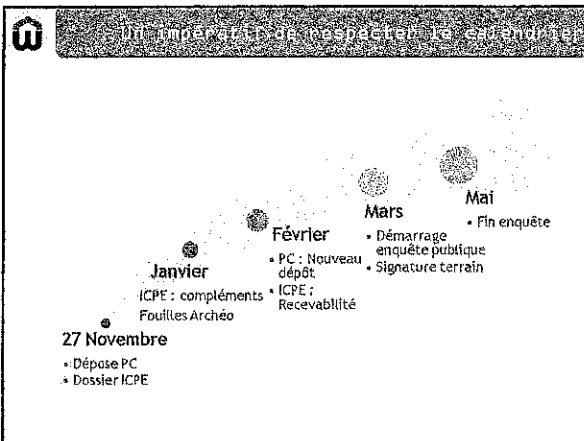 Un impératif de respecter le calendrier
27 Novembre
• Dépose PC
• Dossier ICPE
Janvier
ICPE : compléments
Fouilles Archéo
Février
• PC : Nouveau
dépôt
• ICPE :
Recevabilité
Mars
• Démarrage
enquête publique
• Signature terrain
Mai
• Fin enquête